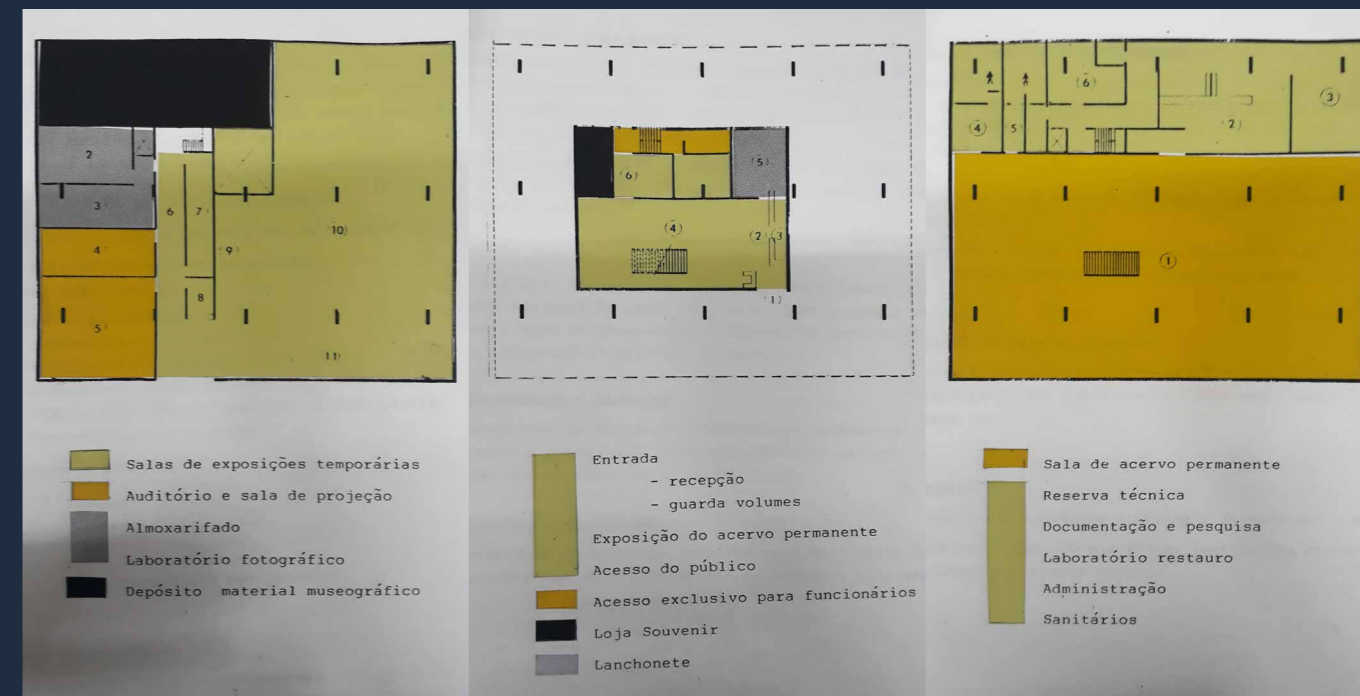 2
3
4
5
6
7
8
9
10
11
Salas de exposições temporárias
Auditório e sala de projeção
Almoxarifado
Laboratório fotográfico
Depósito material museográfico
(5)
(6)
(4)
(2) (3
(1)
Entrada
- recepção
- guarda volumes
Exposição do acervo permanente
Acesso do público
Acesso exclusivo para funcionários
Loja Souvenir
Lanchonete
6
3
4
5
2
1
Sala de acervo permanente
Reserva técnica
Documentação e pesquisa
Laboratório restauro
Administração
Sanitários